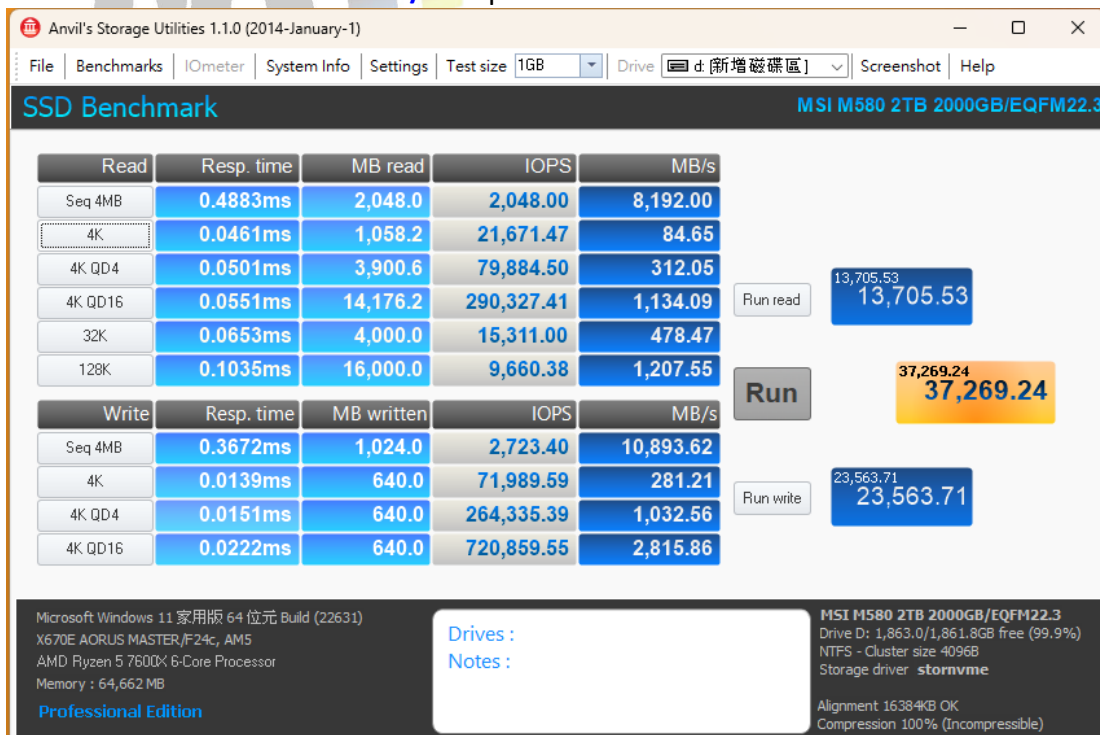 Anvil's Storage Utilities 1.1.0 (2014-January-1)
File Benchmarks IOmeter System Info Settings Test size 1GB Drive d: [新增磁碟區] Screenshot Help
SSD Benchmark MSI M580 2TB 2000GB/EQFM22.3
Read Resp. time MB read IOPS MB/s
Seq 4MB 0.4883ms 2,048.0 2,048.00 8,192.00
4K 0.0461ms 1,058.2 21,671.47 84.65
4K QD4 0.0501ms 3,900.6 79,884.50 312.05
4K QD16 0.0551ms 14,176.2 290,327.41 1,134.09
32K 0.0653ms 4,000.0 15,311.00 478.47
128K 0.1035ms 16,000.0 9,660.38 1,207.55
Run read
13,705.53
13,705.53
Run
37,269.24
37,269.24
Write Resp. time MB written IOPS MB/s
Seq 4MB 0.3672ms 1,024.0 2,723.40 10,893.62
4K 0.0139ms 640.0 71,989.59 281.21
4K QD4 0.0151ms 640.0 264,335.39 1,032.56
4K QD16 0.0222ms 640.0 720,859.55 2,815.86
Run write
23,563.71
23,563.71
Microsoft Windows 11 家用版 64 位元 Build (22631)
X670E AORUS MASTER/F24c, AM5
AMD Ryzen 5 7600X 6-Core Processor
Memory : 64,662 MB
Professional Edition
Drives :
Notes :
MSI M580 2TB 2000GB/EQFM22.3
Drive D: 1,863.0/1,861.8GB free (99.9%)
NTFS - Cluster size 4096B
Storage driver stornvme
Alignment 16384KB OK
Compression 100% (Incompressible)